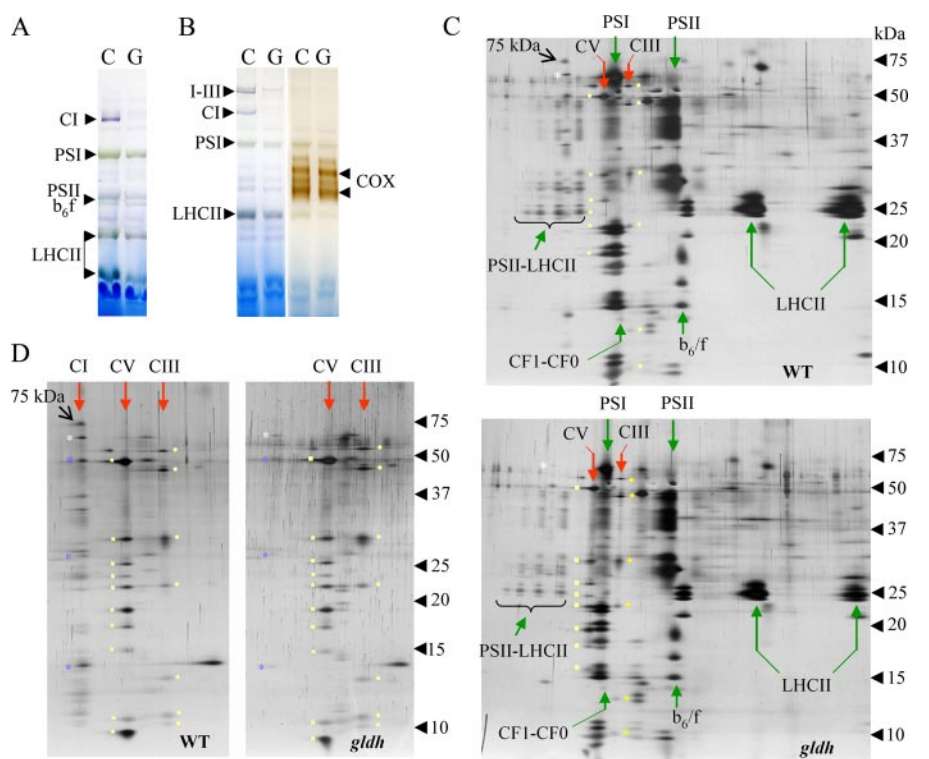 A
C G
CI
PSI
PSII
b6f
LHCII
B
C G C G
I-III
CI
PSI
LHCII
COX
C
PSI PSII
kDa
75 kDa CV CIII
*
75
50
37
25
20
15
10
PSII-LHCII
LHCII
CF1-CF0
b6/f
WT
D
CI CV CIII
75 kDa
*
*
*
*
WT
CV CIII
*
*
*
*
75
50
37
25
20
15
10
gldh
PSI PSII
CV CIII
*
75
50
37
25
20
15
10
PSII-LHCII
LHCII
CF1-CF0
b6/f
gldh